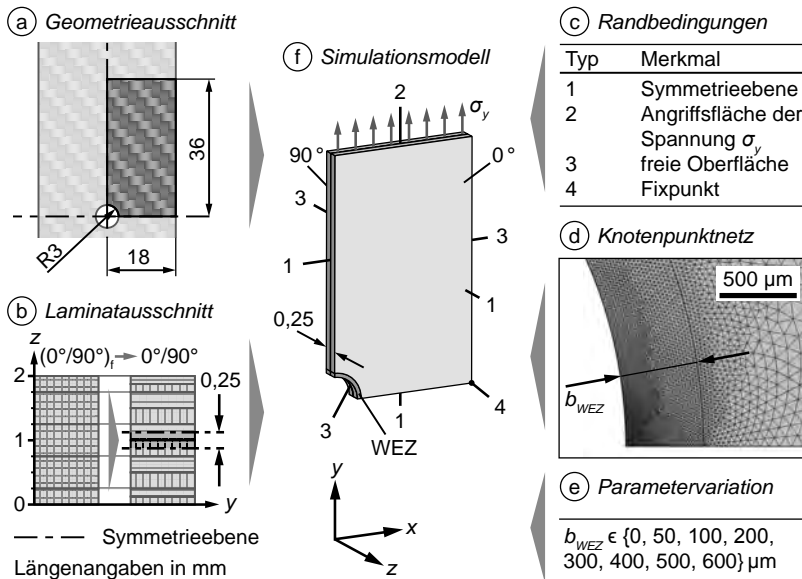 a Geometrieausschnitt
36
R3
18
b Laminatausschnitt
z
(0°/90°)f 0°/90°
2
0,25
1
0
y
Symmetrieebene
Längenangaben in mm
f Simulationsmodell
2
σy
90°
0°
3
3
1
1
0,25
3
1
4
WEZ
y
x
z
c Randbedingungen
Typ Merkmal
1 Symmetrieebene
2 Angriffsfläche der
Spannung σy
3 freie Oberfläche
4 Fixpunkt
d Knotenpunktnetz
500 µm
bWEZ
e Parametervariation
bWEZ ϵ {0, 50, 100, 200,
300, 400, 500, 600} µm